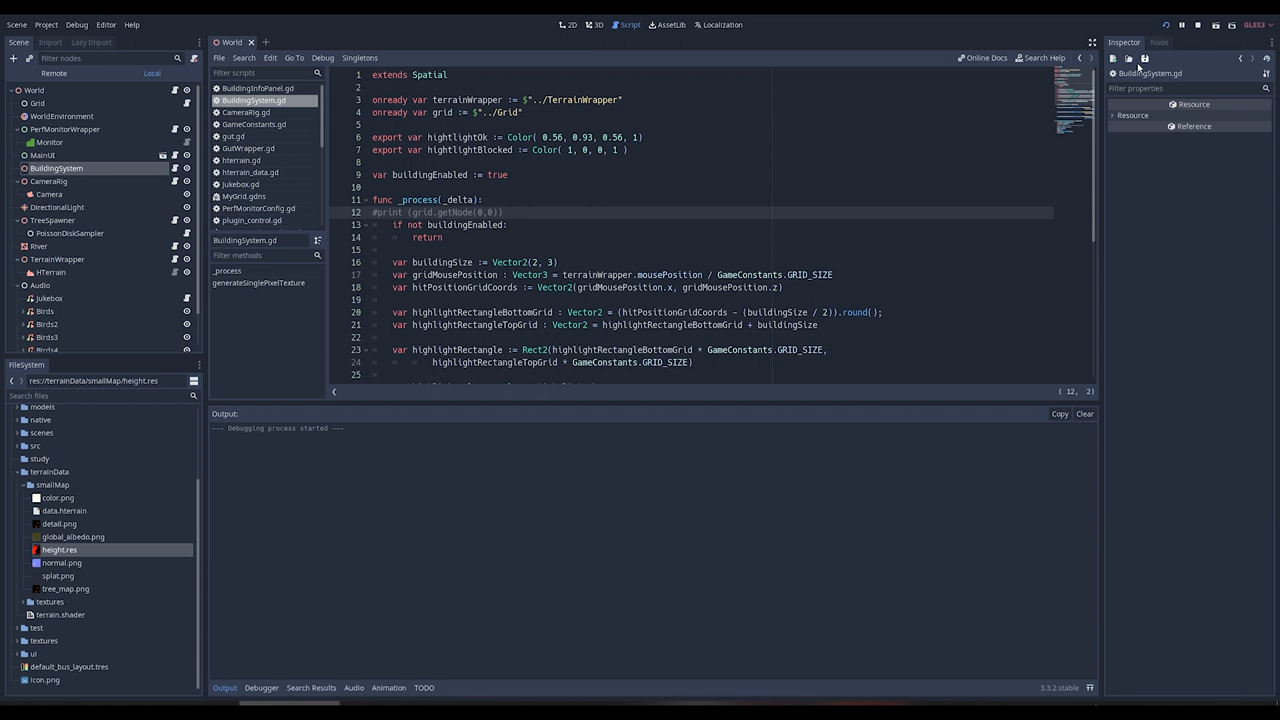 Scene Project Debug Editor Help
2D 3D Script AssetLib Localization
GLES3
Scene Import Lazy Import
Filter nodes
Remote Local
World
Grid
WorldEnvironment
PerfMonitorWrapper
Monitor
MainUI
BuildingSystem
CameraRig
Camera
DirectionalLight
TreeSpawner
PoissonDiskSampler
River
TerrainWrapper
HTerrain
Audio
Jukebox
Birds
Birds2
Birds3
Birds4
FileSystem
res://terrainData/smallMap/height.res
Search files
models
native
scenes
src
study
terrainData
smallMap
color.png
data.hterrain
detail.png
global_albedo.png
height.res
normal.png
splat.png
tree_map.png
textures
terrain.shader
test
textures
ui
default_bus_layout.tres
icon.png
World
File Search Edit Go To Debug Singletons
Online Docs Search Help
Filter scripts
BuildingInfoPanel.gd
BuildingSystem.gd
CameraRig.gd
GameConstants.gd
gut.gd
GutWrapper.gd
hterrain.gd
hterrain_data.gd
Jukebox.gd
MyGrid.gdns
PerfMonitorConfig.gd
plugin_control.gd
BuildingSystem.gd
Filter methods
_process
generateSinglePixelTexture
1 extends Spatial
2
3 onready var terrainWrapper := $"../TerrainWrapper"
4 onready var grid := $"../Grid"
5
6 export var hightlightOk := Color( 0.56, 0.93, 0.56, 1)
7 export var hightlightBlocked := Color( 1, 0, 0, 1 )
8
9 var buildingEnabled := true
10
11 func _process(_delta):
12 #print (grid.getNode(0,0))
13 if not buildingEnabled:
14 return
15
16 var buildingSize := Vector2(2, 3)
17 var gridMousePosition : Vector3 = terrainWrapper.mousePosition / GameConstants.GRID_SIZE
18 var hitPositionGridCoords := Vector2(gridMousePosition.x, gridMousePosition.z)
19
20 var highlightRectangleBottomGrid : Vector2 = (hitPositionGridCoords - (buildingSize / 2)).round();
21 var highlightRectangleTopGrid : Vector2 = highlightRectangleBottomGrid + buildingSize
22
23 var highlightRectangle := Rect2(highlightRectangleBottomGrid * GameConstants.GRID_SIZE,
24 highlightRectangleTopGrid * GameConstants.GRID_SIZE)
25
( 12, 2)
Output:
Copy Clear
--- Debugging process started ---
Output Debugger Search Results Audio Animation TODO
3.3.2.stable
Inspector Node
BuildingSystem.gd
Filter properties
Resource
Resource
Reference